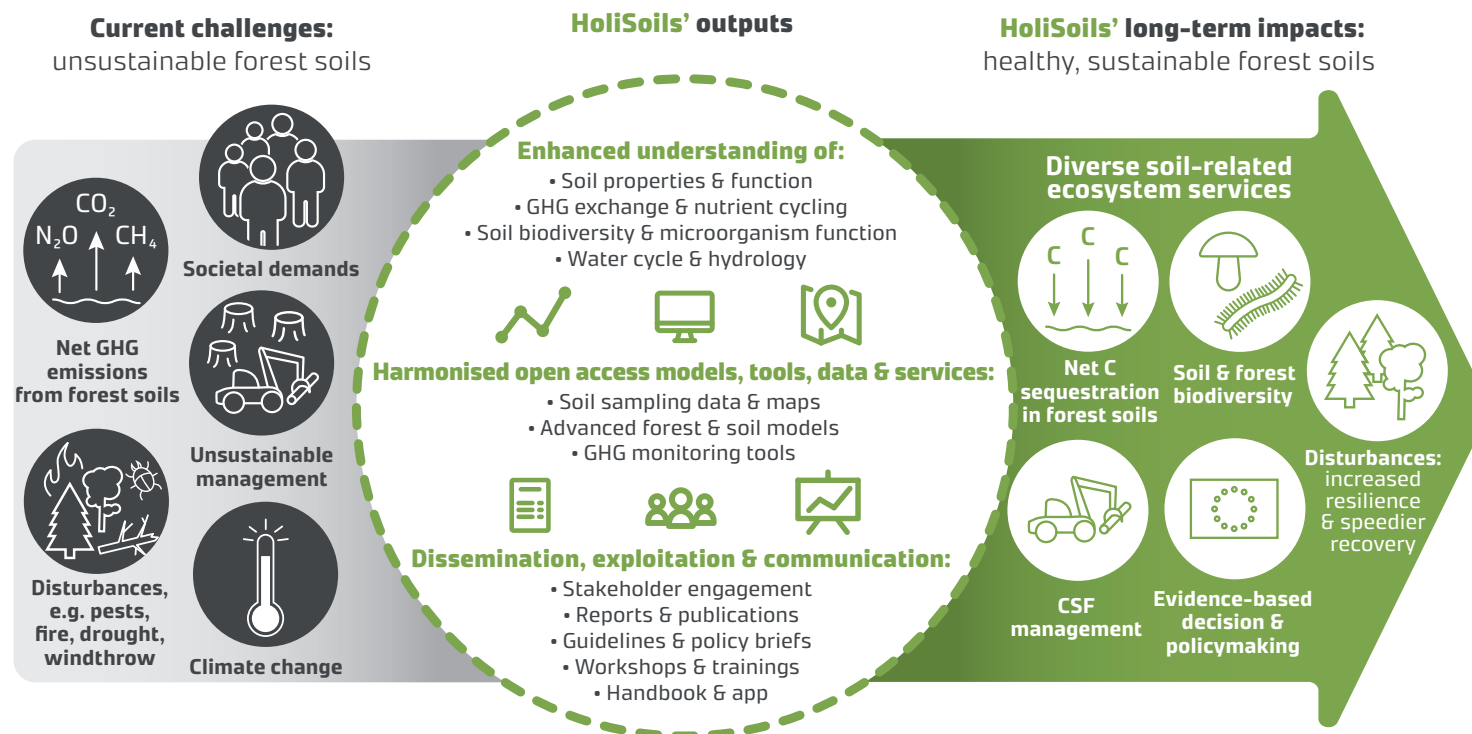 Current challenges:
unsustainable forest soils
CO₂
N₂O
CH₄
Net GHG
emissions
from forest soils
Societal demands
Unsustainable
management
Disturbances,
e.g. pests,
fire, drought,
windthrow
Climate change
HoliSoils’ outputs
Enhanced understanding of:
• Soil properties & function
• GHG exchange & nutrient cycling
• Soil biodiversity & microorganism function
• Water cycle & hydrology
Harmonised open access models, tools, data & services:
• Soil sampling data & maps
• Advanced forest & soil models
• GHG monitoring tools
Dissemination, exploitation & communication:
• Stakeholder engagement
• Reports & publications
• Guidelines & policy briefs
• Workshops & trainings
• Handbook & app
HoliSoils’ long-term impacts:
healthy, sustainable forest soils
Diverse soil-related
ecosystem services
C C C
Net C
sequestration
in forest soils
Soil & forest
biodiversity
Disturbances:
increased
resilience
& speedier
recovery
CSF
management
Evidence-based
decision &
policymaking